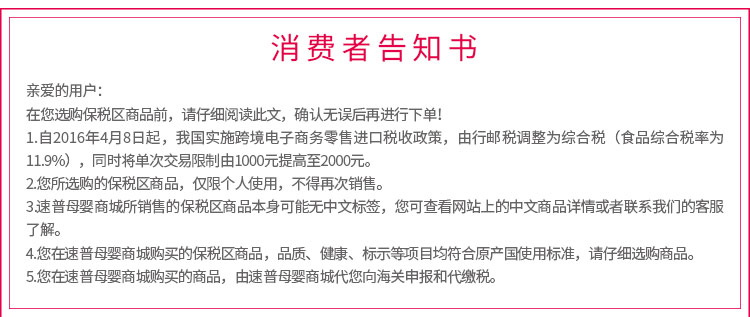 消费者告知书
亲爱的用户：
在您选购保税区商品前，请仔细阅读此文，确认无误后再进行下单!
1.自2016年4月8日起，我国实施跨境电子商务零售进口税收政策，由行邮税调整为综合税（食品综合税率为
11.9%），同时将单次交易限制由1000元提高至2000元。
2.您所选购的保税区商品，仅限个人使用，不得再次销售。
3.速普母婴商城所销售的保税区商品本身可能无中文标签，您可查看网站上的中文商品详情或者联系我们的客服
了解。
4.您在速普母婴商城购买的保税区商品，品质、健康、标示等项目均符合原产国使用标准，请仔细选购商品。
5.您在速普母婴商城购买的商品，由速普母婴商城代您向海关申报和代缴税。